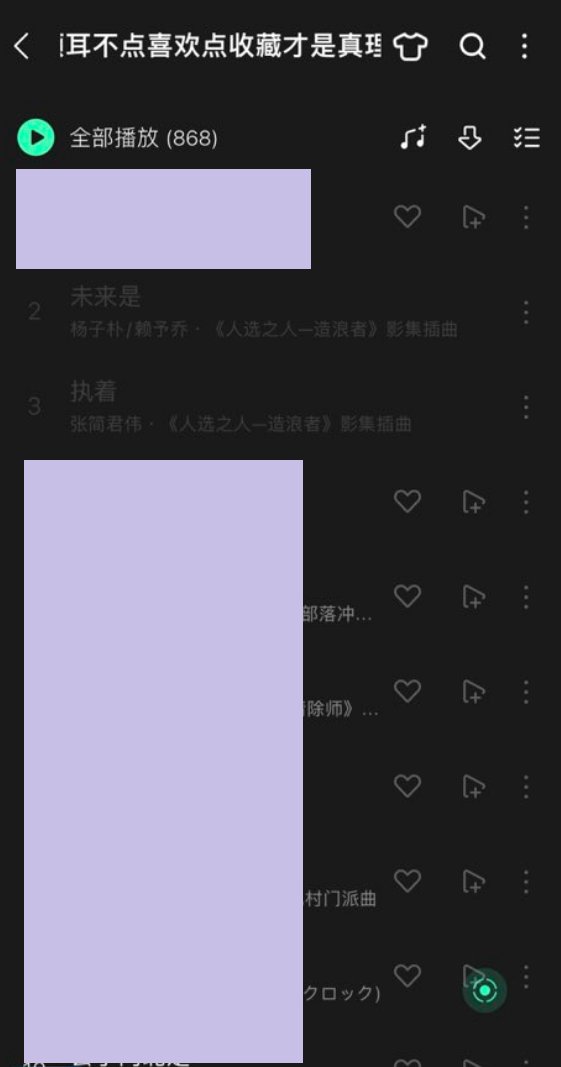 耳不点喜欢点收藏才是真理
全部播放 (868)
2
未来是
杨子朴/赖予乔 · 《人选之人—造浪者》影集插曲
3
执着
张简君伟 · 《人选之人—造浪者》影集插曲
部落冲...
除师》...
村门派曲
クロック)